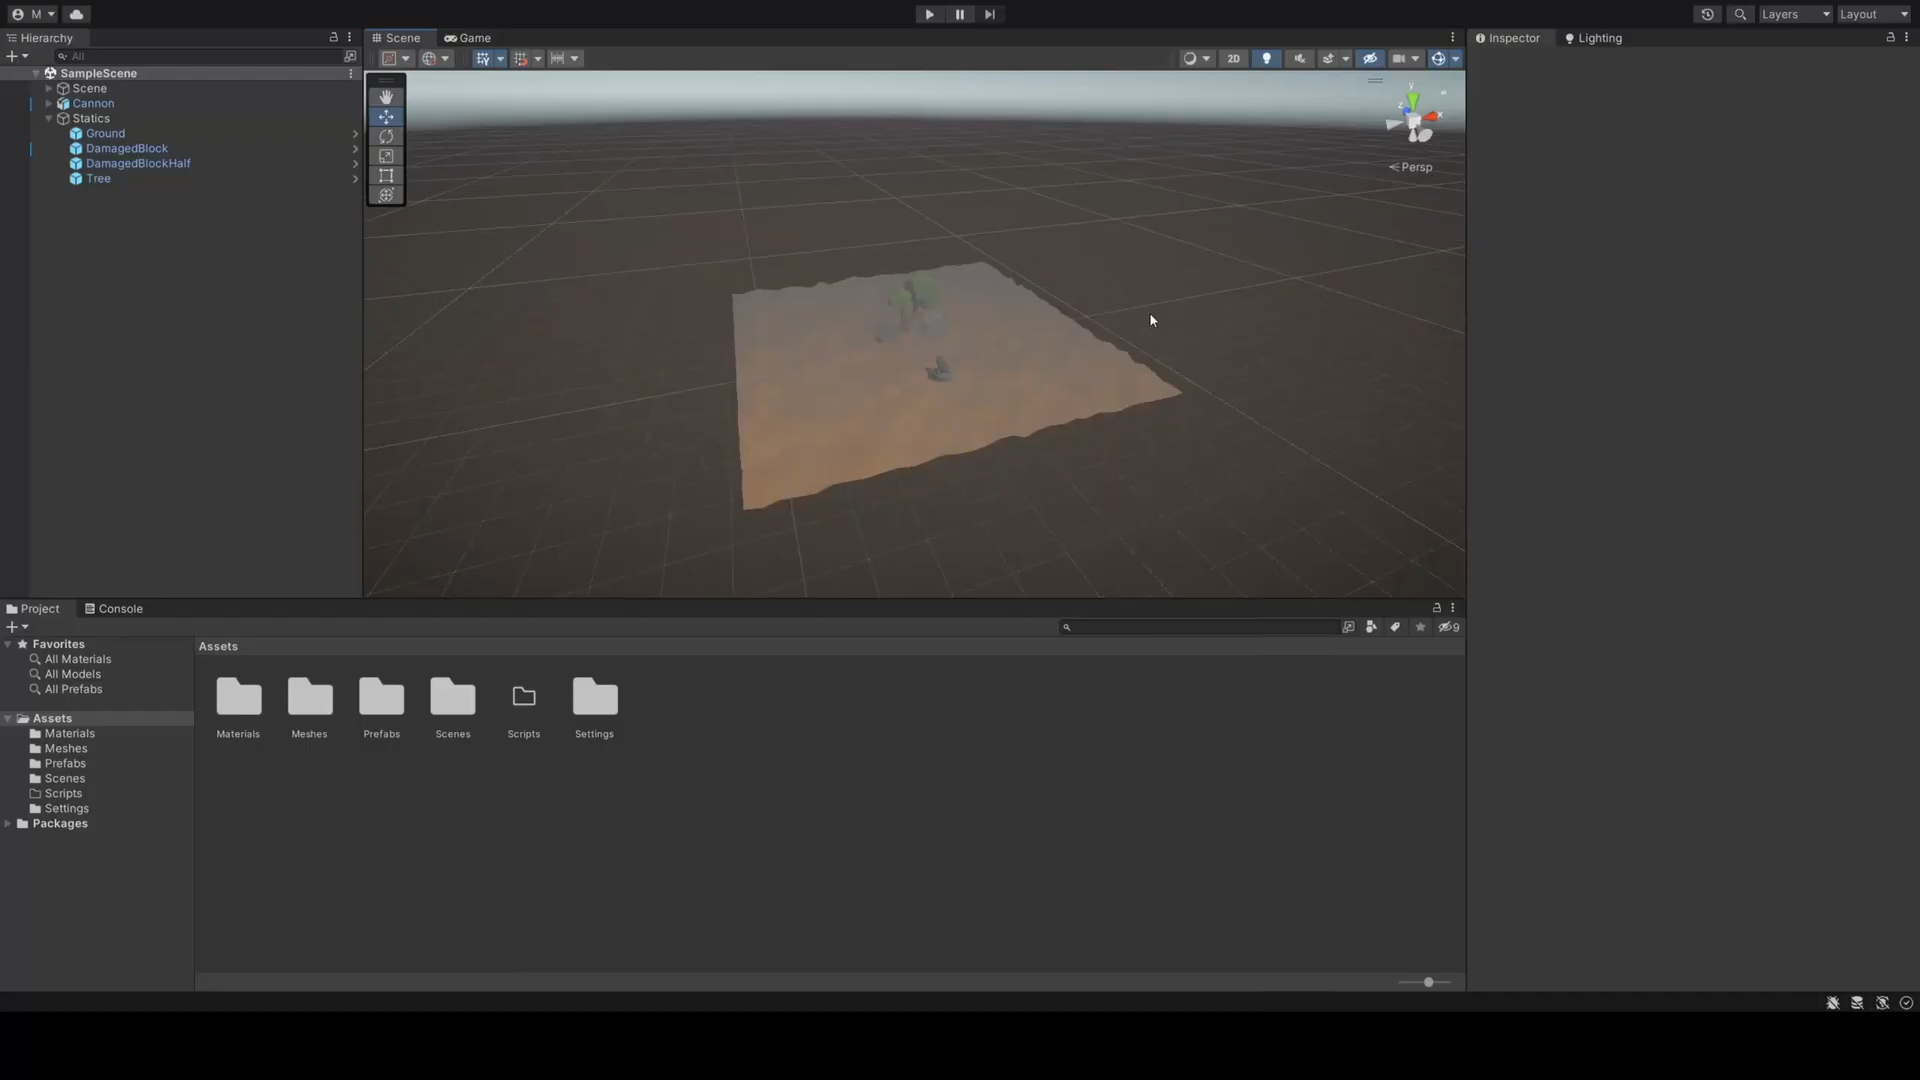 M
Layers
Layout
Hierarchy
Scene
Game
Inspector
Lighting
All
2D
SampleScene
Scene
Cannon
Statics
Ground
DamagedBlock
DamagedBlockHalf
Tree
y
z
x
Persp
Project
Console
9
Favorites
All Materials
All Models
All Prefabs
Assets
Materials
Meshes
Prefabs
Scenes
Scripts
Settings
Packages
Assets
Materials
Meshes
Prefabs
Scenes
Scripts
Settings